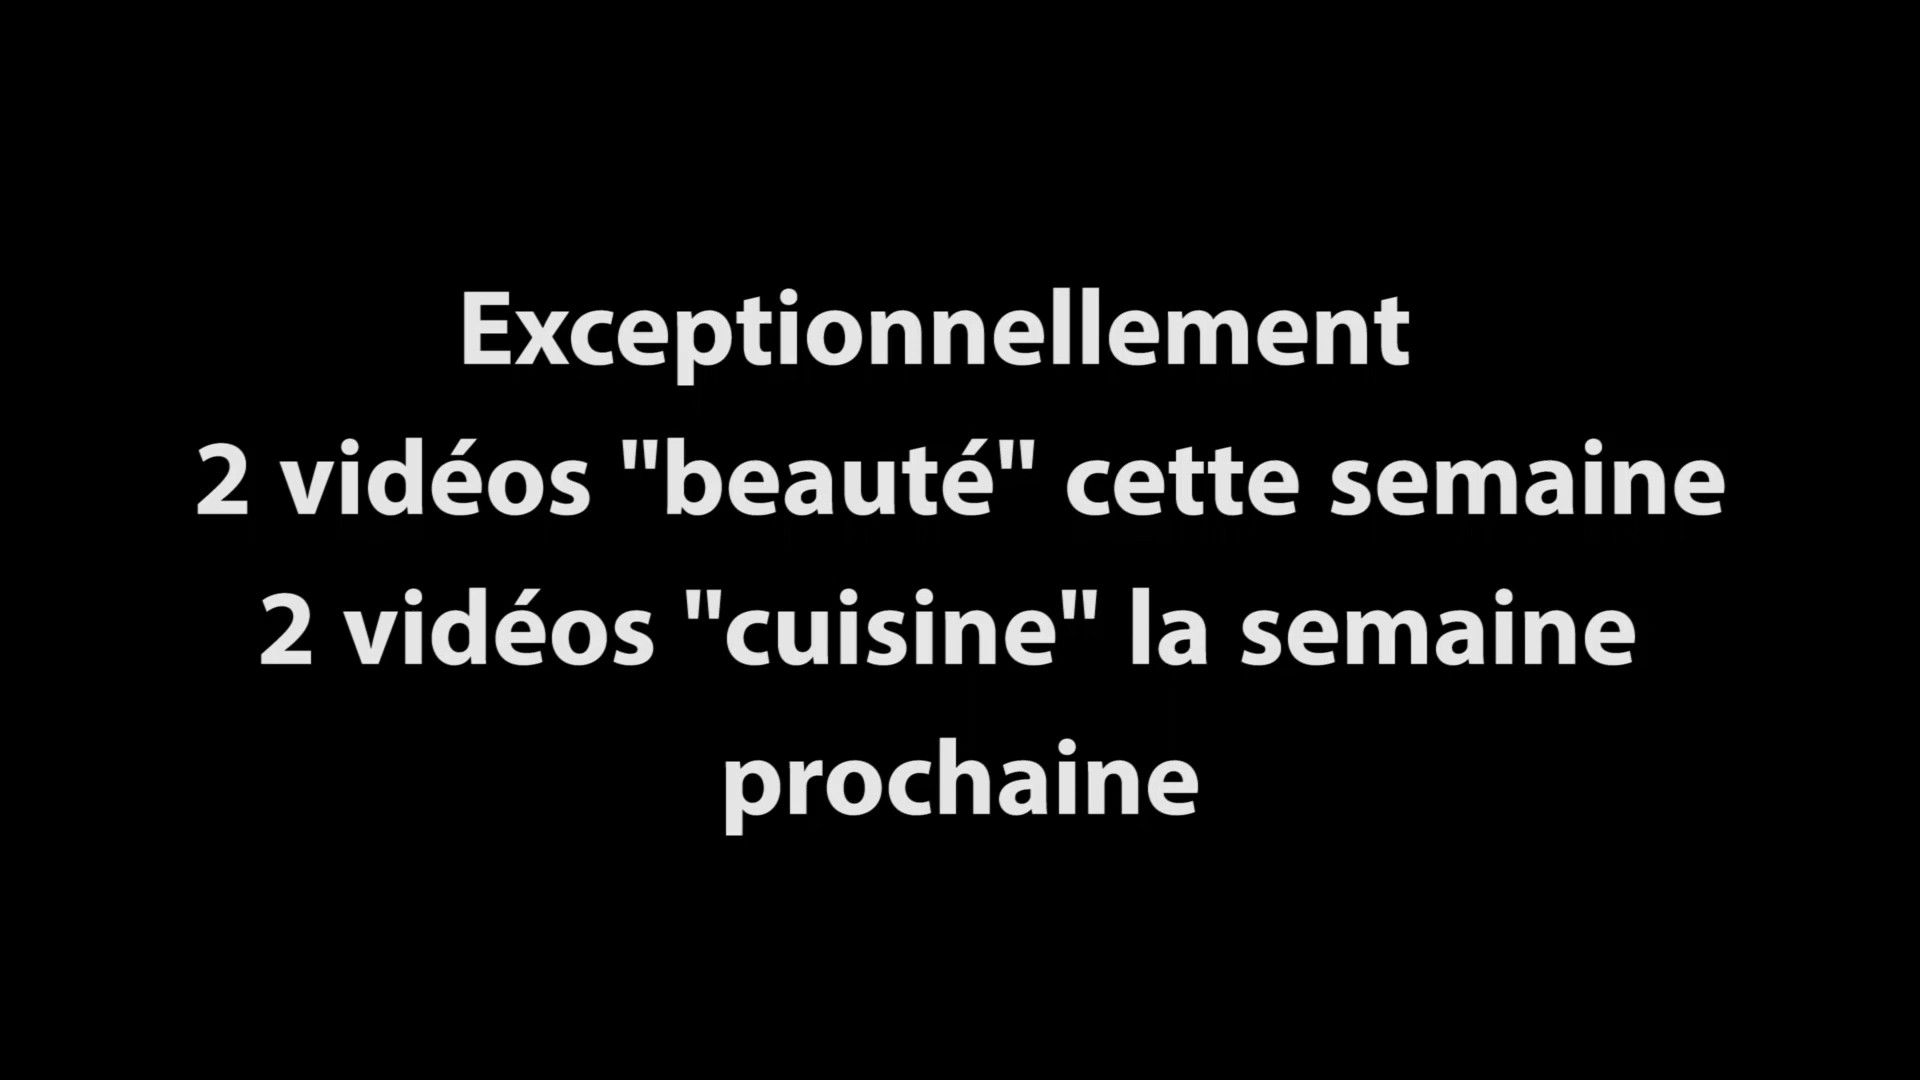 Exceptionnellement
2 vidéos "beauté" cette semaine
2 vidéos "cuisine" la semaine
prochaine